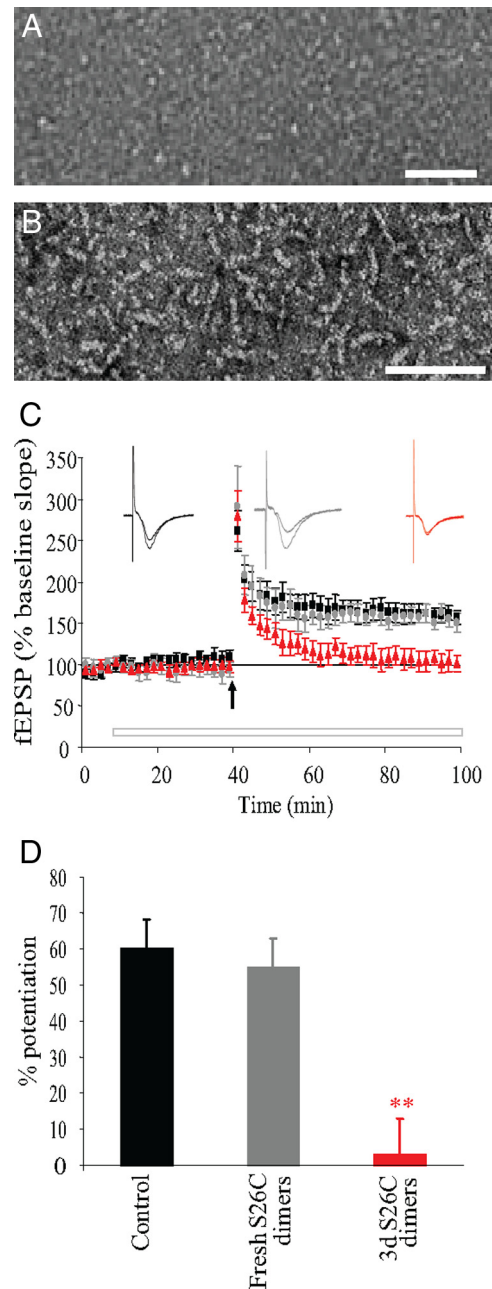 A
B
C
fEPSP (% baseline slope)
350
300
250
200
150
100
50
0
0
20
40
60
80
100
Time (min)
D
% potentiation
80
70
60
50
40
30
20
10
0
**
Control
Fresh S26C
dimers
3d S26C
dimers